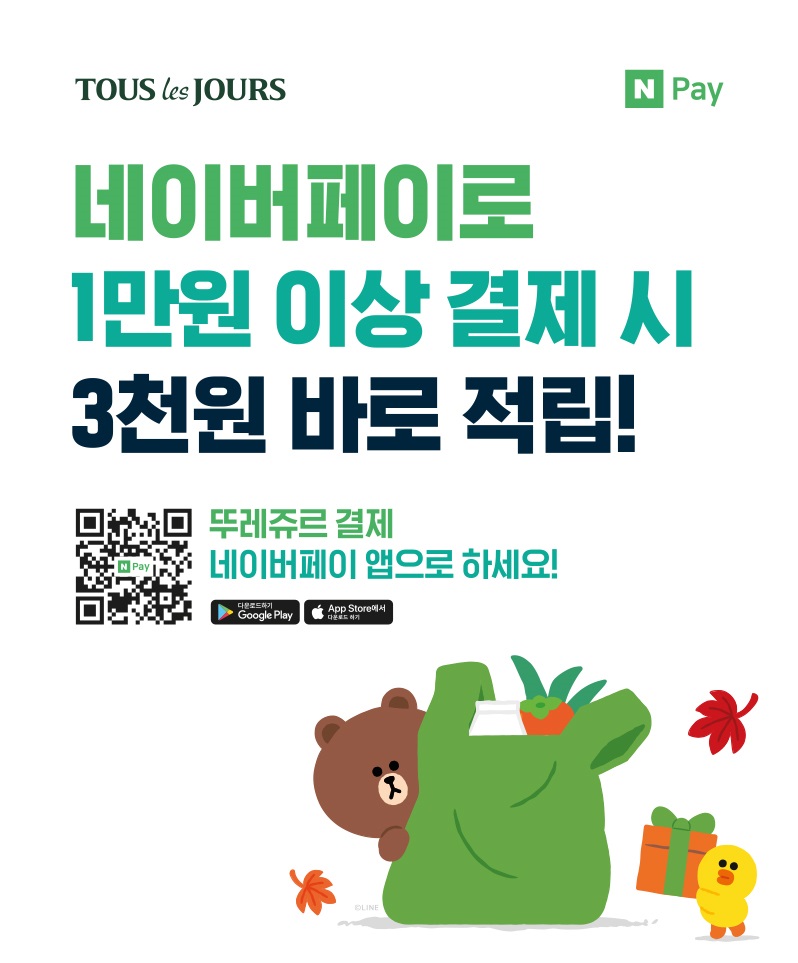 TOUS les JOURS
N Pay
네이버페이로
1만원 이상 결제 시
3천원 바로 적립!
N Pay
뚜레쥬르 결제
네이버페이 앱으로 하세요!
다운로드하기
Google Play
App Store에서
다운로드 하기
©LINE